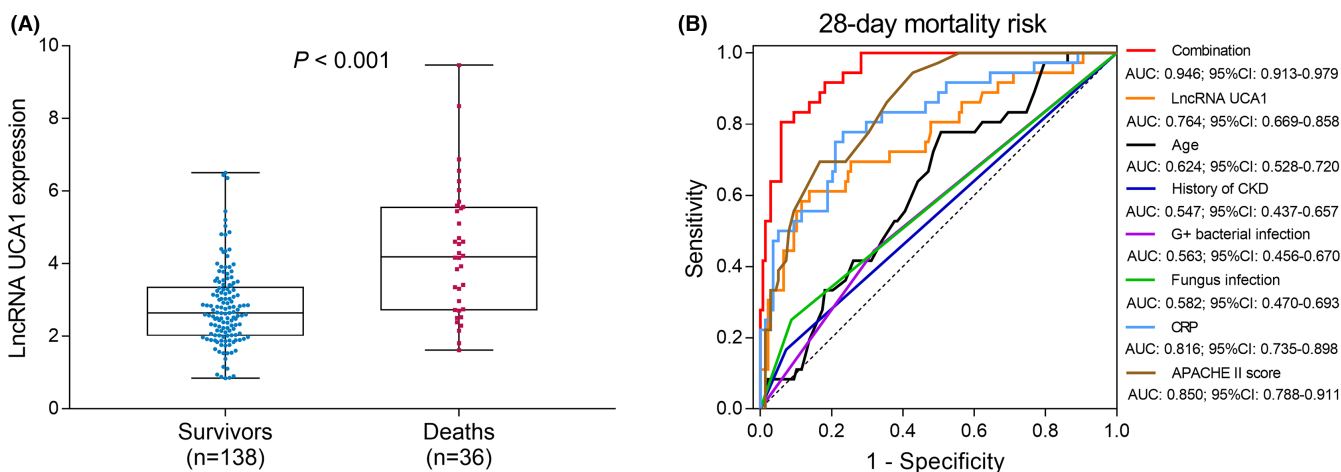 (A)
10
8
6
4
2
0
LncRNA UCA1 expression
P < 0.001
Survivors
(n=138)
Deaths
(n=36)
(B)
28-day mortality risk
1.0
0.8
0.6
0.4
0.2
0.0
Sensitivity
0.0 0.2 0.4 0.6 0.8 1.0
1 - Specificity
Combination
AUC: 0.946; 95%CI: 0.913-0.979
LncRNA UCA1
AUC: 0.764; 95%CI: 0.669-0.858
Age
AUC: 0.624; 95%CI: 0.528-0.720
History of CKD
AUC: 0.547; 95%CI: 0.437-0.657
G+ bacterial infection
AUC: 0.563; 95%CI: 0.456-0.670
Fungus infection
AUC: 0.582; 95%CI: 0.470-0.693
CRP
AUC: 0.816; 95%CI: 0.735-0.898
APACHE II score
AUC: 0.850; 95%CI: 0.788-0.911